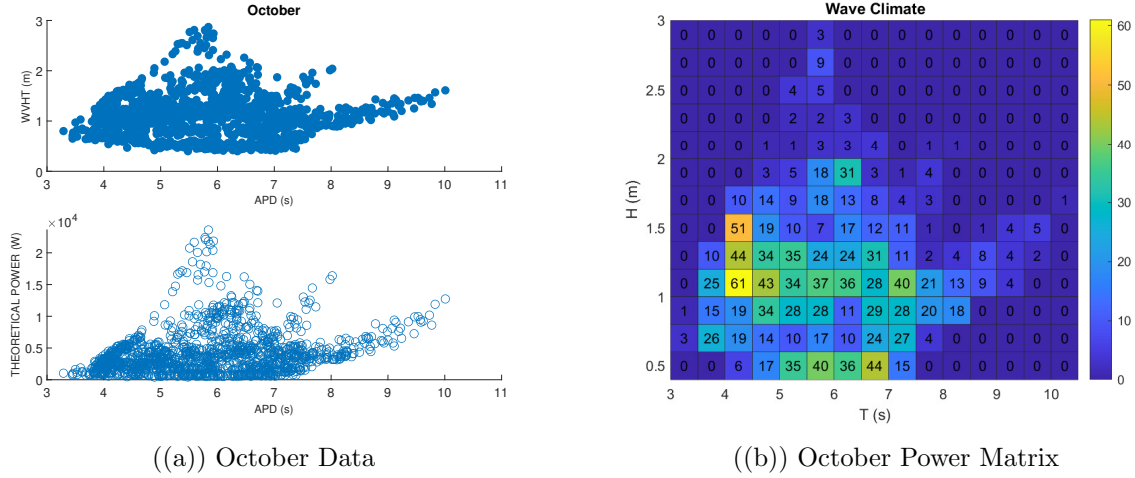 October
3
2
1
0
WVHT (m)
3 4 5 6 7 8 9 10 11
APD (s)
×10⁴
2
1.5
1
0.5
0
THEORETICAL POWER (W)
3 4 5 6 7 8 9 10 11
APD (s)
((a)) October Data
Wave Climate
3
2.5
2
1.5
1
0.5
H (m)
0 0 0 0 0 3 0 0 0 0 0 0 0 0 0
0 0 0 0 0 9 0 0 0 0 0 0 0 0 0
0 0 0 0 4 5 0 0 0 0 0 0 0 0 0
0 0 0 0 2 2 3 0 0 0 0 0 0 0 0
0 0 0 1 1 3 3 4 0 1 1 0 0 0 0
0 0 0 3 5 18 31 3 1 4 0 0 0 0 0
0 0 10 14 9 18 13 8 4 3 0 0 0 0 1
0 0 51 19 10 7 17 12 11 1 0 1 4 5 0
0 10 44 34 35 24 24 31 11 2 4 8 4 2 0
0 25 61 43 34 37 36 28 40 21 13 9 4 0 0
1 15 19 34 28 28 11 29 28 20 18 0 0 0 0
3 26 19 14 10 17 10 24 27 4 0 0 0 0 0
0 0 6 17 35 40 36 44 15 0 0 0 0 0 0
3 4 5 6 7 8 9 10
T (s)
60
50
40
30
20
10
0
((b)) October Power Matrix